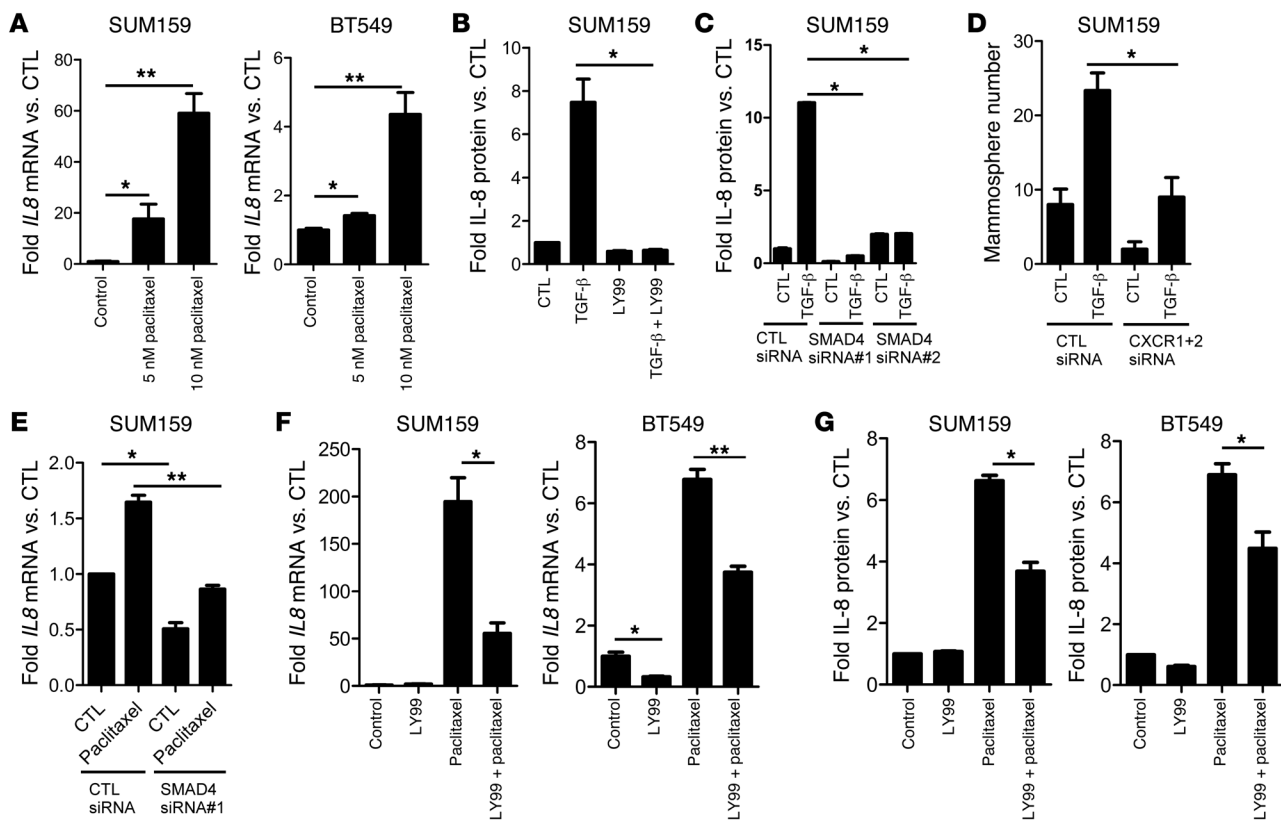 A
SUM159
Fold IL8 mRNA vs. CTL
80
60
40
20
0
**
*
Control
5 nM paclitaxel
10 nM paclitaxel
BT549
Fold IL8 mRNA vs. CTL
6
4
2
0
**
*
Control
5 nM paclitaxel
10 nM paclitaxel
B
SUM159
Fold IL-8 protein vs. CTL
10
8
6
4
2
0
*
CTL
TGF-β
LY99
TGF-β + LY99
C
SUM159
Fold IL-8 protein vs. CTL
15
10
5
0
*
*
CTL
TGF-β
CTL
TGF-β
CTL
TGF-β
CTL
siRNA
SMAD4
siRNA#1
SMAD4
siRNA#2
D
SUM159
Mammosphere number
30
20
10
0
*
CTL
TGF-β
CTL
TGF-β
CTL
siRNA
CXCR1+2
siRNA
E
SUM159
Fold IL8 mRNA vs. CTL
2.0
1.5
1.0
0.5
0.0
*
**
CTL
Paclitaxel
CTL
Paclitaxel
CTL
siRNA
SMAD4
siRNA#1
F
SUM159
Fold IL8 mRNA vs. CTL
250
200
150
100
50
0
*
Control
LY99
Paclitaxel
LY99 + paclitaxel
BT549
Fold IL8 mRNA vs. CTL
8
6
4
2
0
**
*
Control
LY99
Paclitaxel
LY99 + paclitaxel
G
SUM159
Fold IL-8 protein vs. CTL
8
6
4
2
0
*
Control
LY99
Paclitaxel
LY99 + paclitaxel
BT549
Fold IL-8 protein vs. CTL
8
6
4
2
0
*
Control
LY99
Paclitaxel
LY99 + paclitaxel